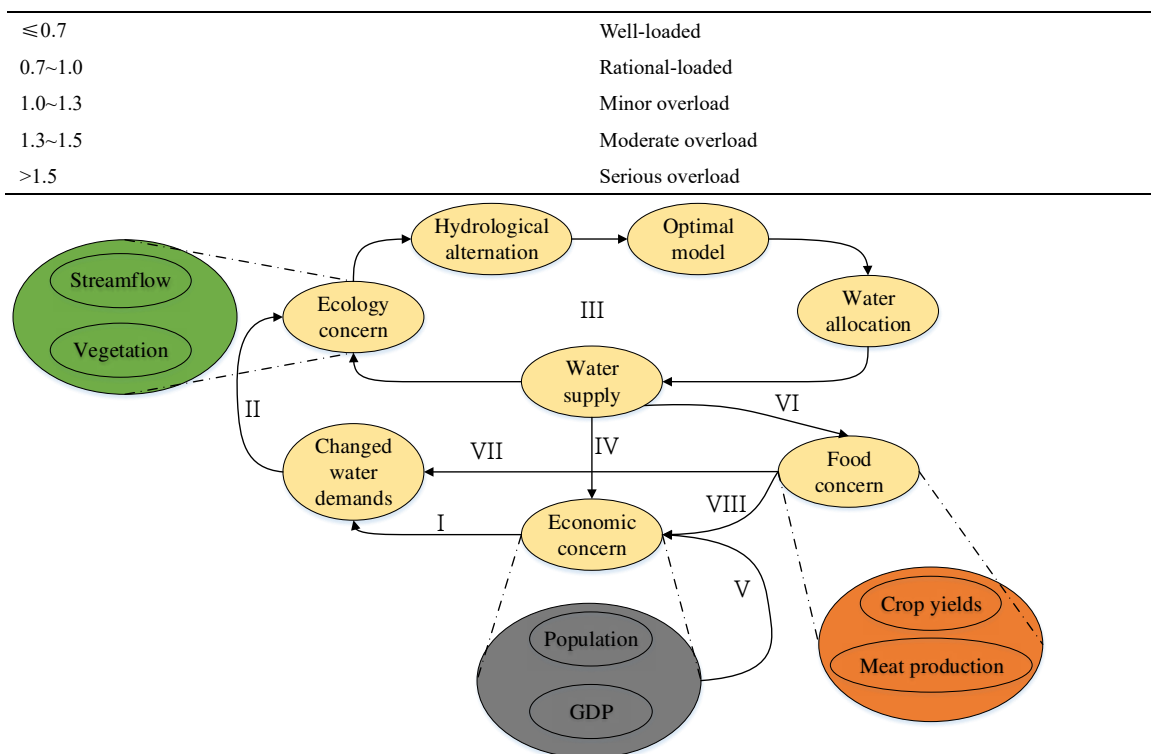 ≤0.7 Well-loaded
0.7~1.0 Rational-loaded
1.0~1.3 Minor overload
1.3~1.5 Moderate overload
>1.5 Serious overload
Hydrological
alternation
Optimal
model
Streamflow
Vegetation
Ecology
concern
III
Water
allocation
Water
supply
II
VI
Changed
water
demands
VII
IV
Food
concern
VIII
I
Economic
concern
V
Crop yields
Meat production
Population
GDP